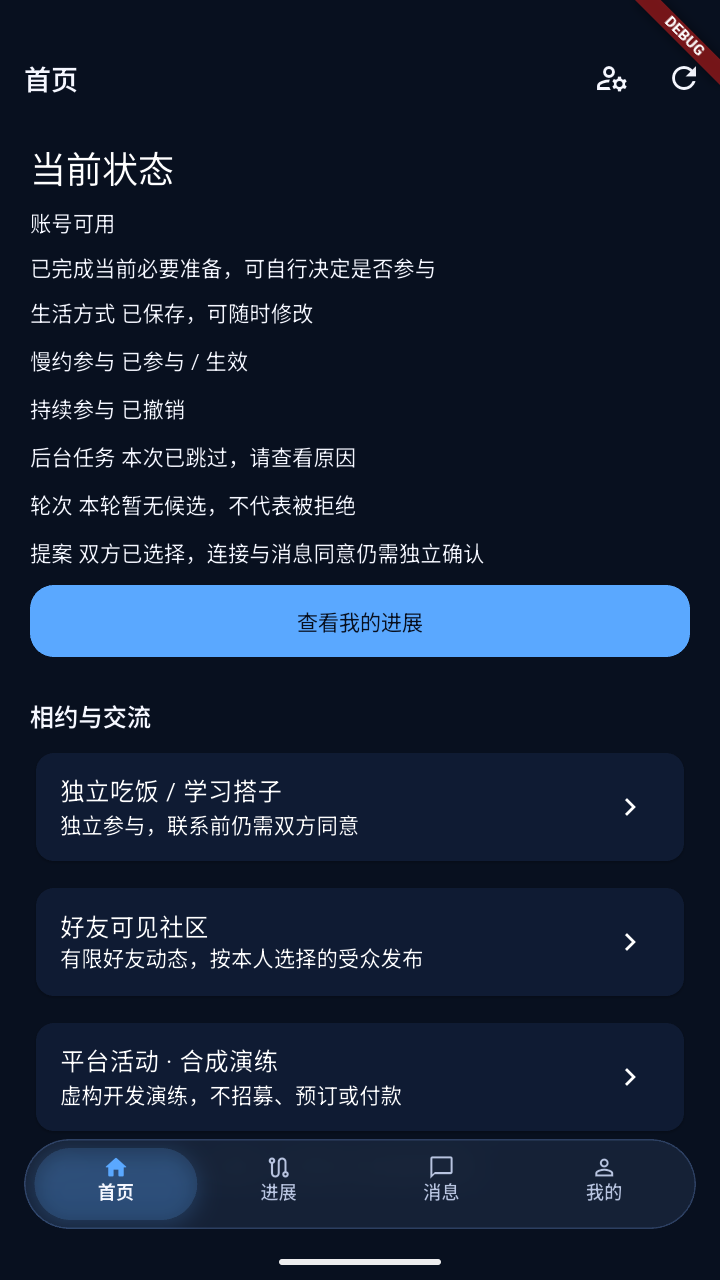 DEBUG
首页
当前状态
账号可用
已完成当前必要准备，可自行决定是否参与
生活方式 已保存，可随时修改
慢约参与 已参与 / 生效
持续参与 已撤销
后台任务 本次已跳过，请查看原因
轮次 本轮暂无候选，不代表被拒绝
提案 双方已选择，连接与消息同意仍需独立确认
查看我的进展
相约与交流
独立吃饭 / 学习搭子
独立参与，联系前仍需双方同意
好友可见社区
有限好友动态，按本人选择的受众发布
平台活动 · 合成演练
虚构开发演练，不招募、预订或付款
首页
进展
消息
我的